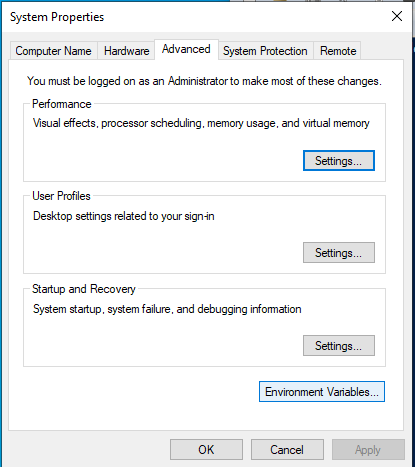 System Properties
Computer Name Hardware Advanced System Protection Remote
You must be logged on as an Administrator to make most of these changes.
Performance
Visual effects, processor scheduling, memory usage, and virtual memory
Settings...
User Profiles
Desktop settings related to your sign-in
Settings...
Startup and Recovery
System startup, system failure, and debugging information
Settings...
Environment Variables...
OK Cancel Apply